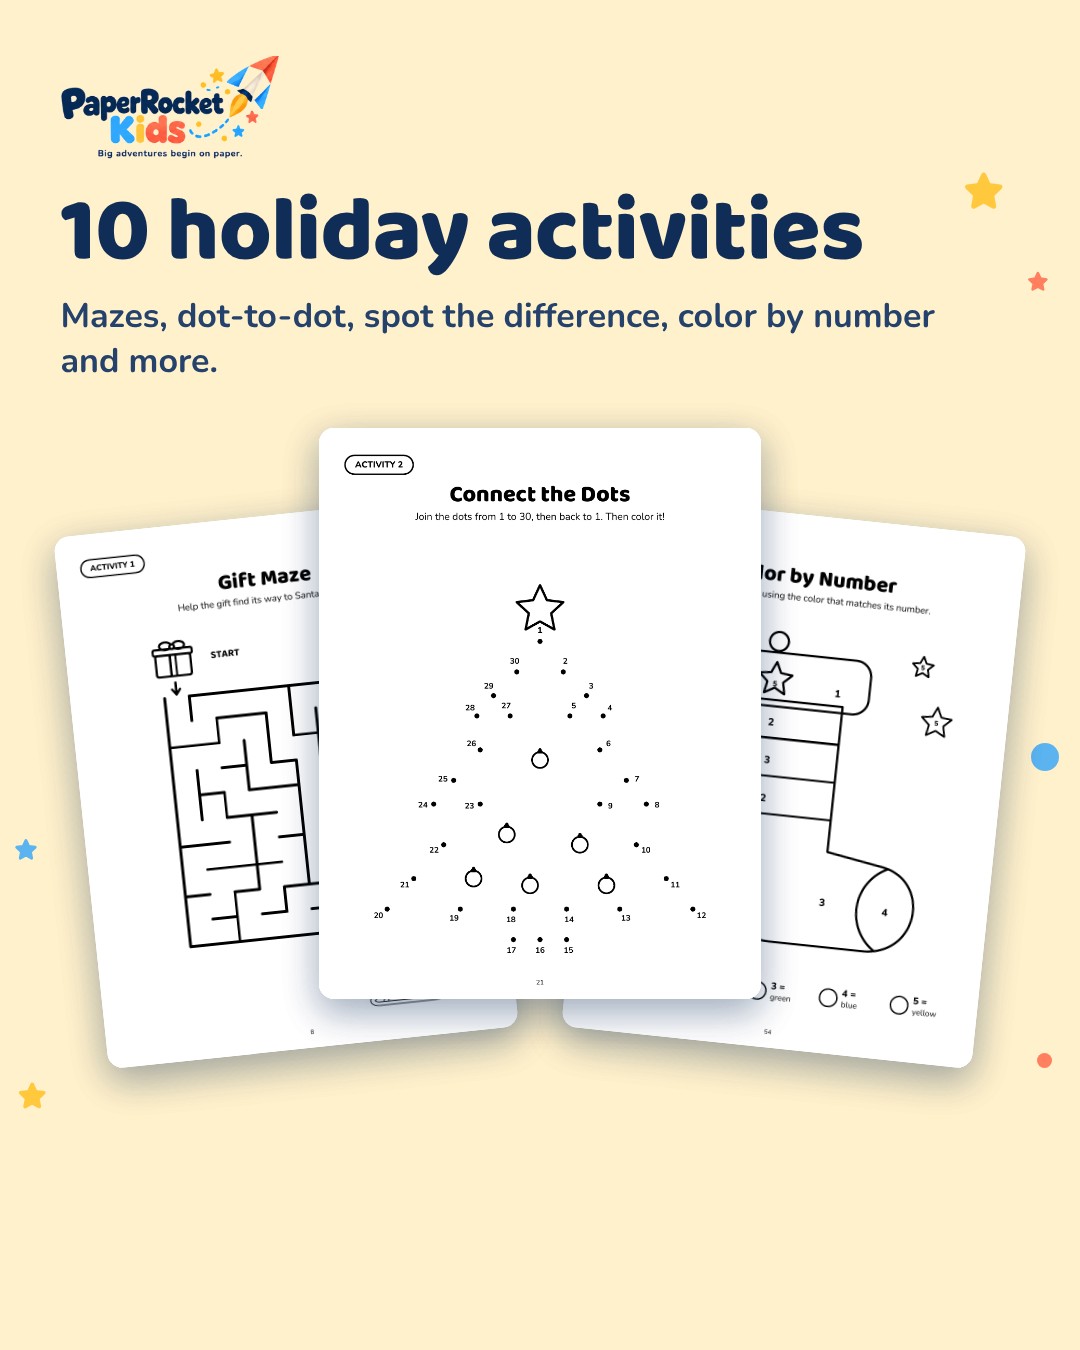 PaperRocket
Kids
Big adventures begin on paper.
10 holiday activities
Mazes, dot-to-dot, spot the difference, color by number
and more.
ACTIVITY 1
Gift Maze
Help the gift find its way to Santa
START
6
ACTIVITY 2
Connect the Dots
Join the dots from 1 to 30, then back to 1. Then color it!
1
30 2
29 3
28 27 5 4
26 6
25 7
24 23 9 8
22 10
21 11
20 19 18 14 13 12
17 16 15
21
lor by Number
using the color that matches its number.
5 5
1
5
2
3
2
3 4
3 = green
4 = blue
5 = yellow
54